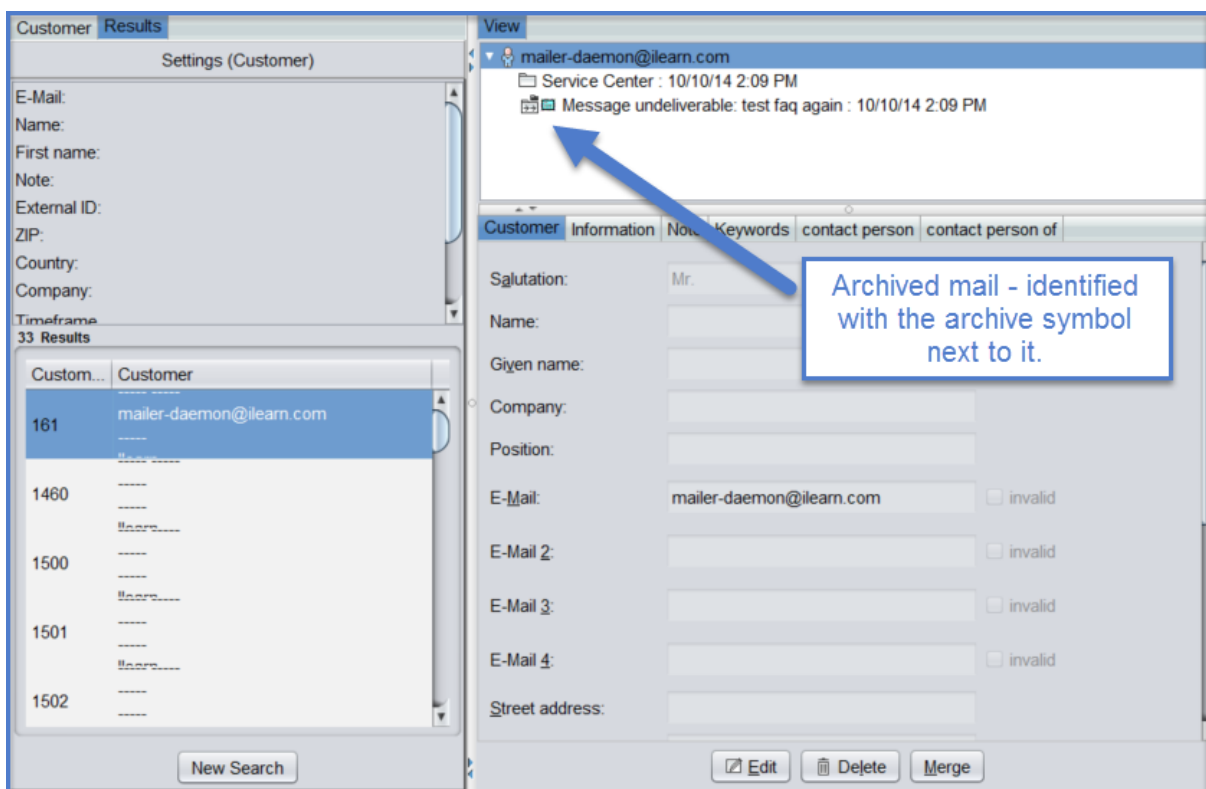 Customer Results
Settings (Customer)
E-Mail:
Name:
First name:
Note:
External ID:
ZIP:
Country:
Company:
Timeframe
33 Results
Custom... Customer
161
mailer-daemon@ilearn.com
-----
1460
-----
-----
1500
-----
-----
1501
-----
-----
1502
-----
-----
New Search
View
mailer-daemon@ilearn.com
Service Center : 10/10/14 2:09 PM
Message undeliverable: test faq again : 10/10/14 2:09 PM
Customer Information Note Keywords contact person contact person of
Archived mail - identified
with the archive symbol
next to it.
Salutation: Mr.
Name:
Given name:
Company:
Position:
E-Mail: mailer-daemon@ilearn.com invalid
E-Mail 2: invalid
E-Mail 3: invalid
E-Mail 4: invalid
Street address:
Edit Delete Merge